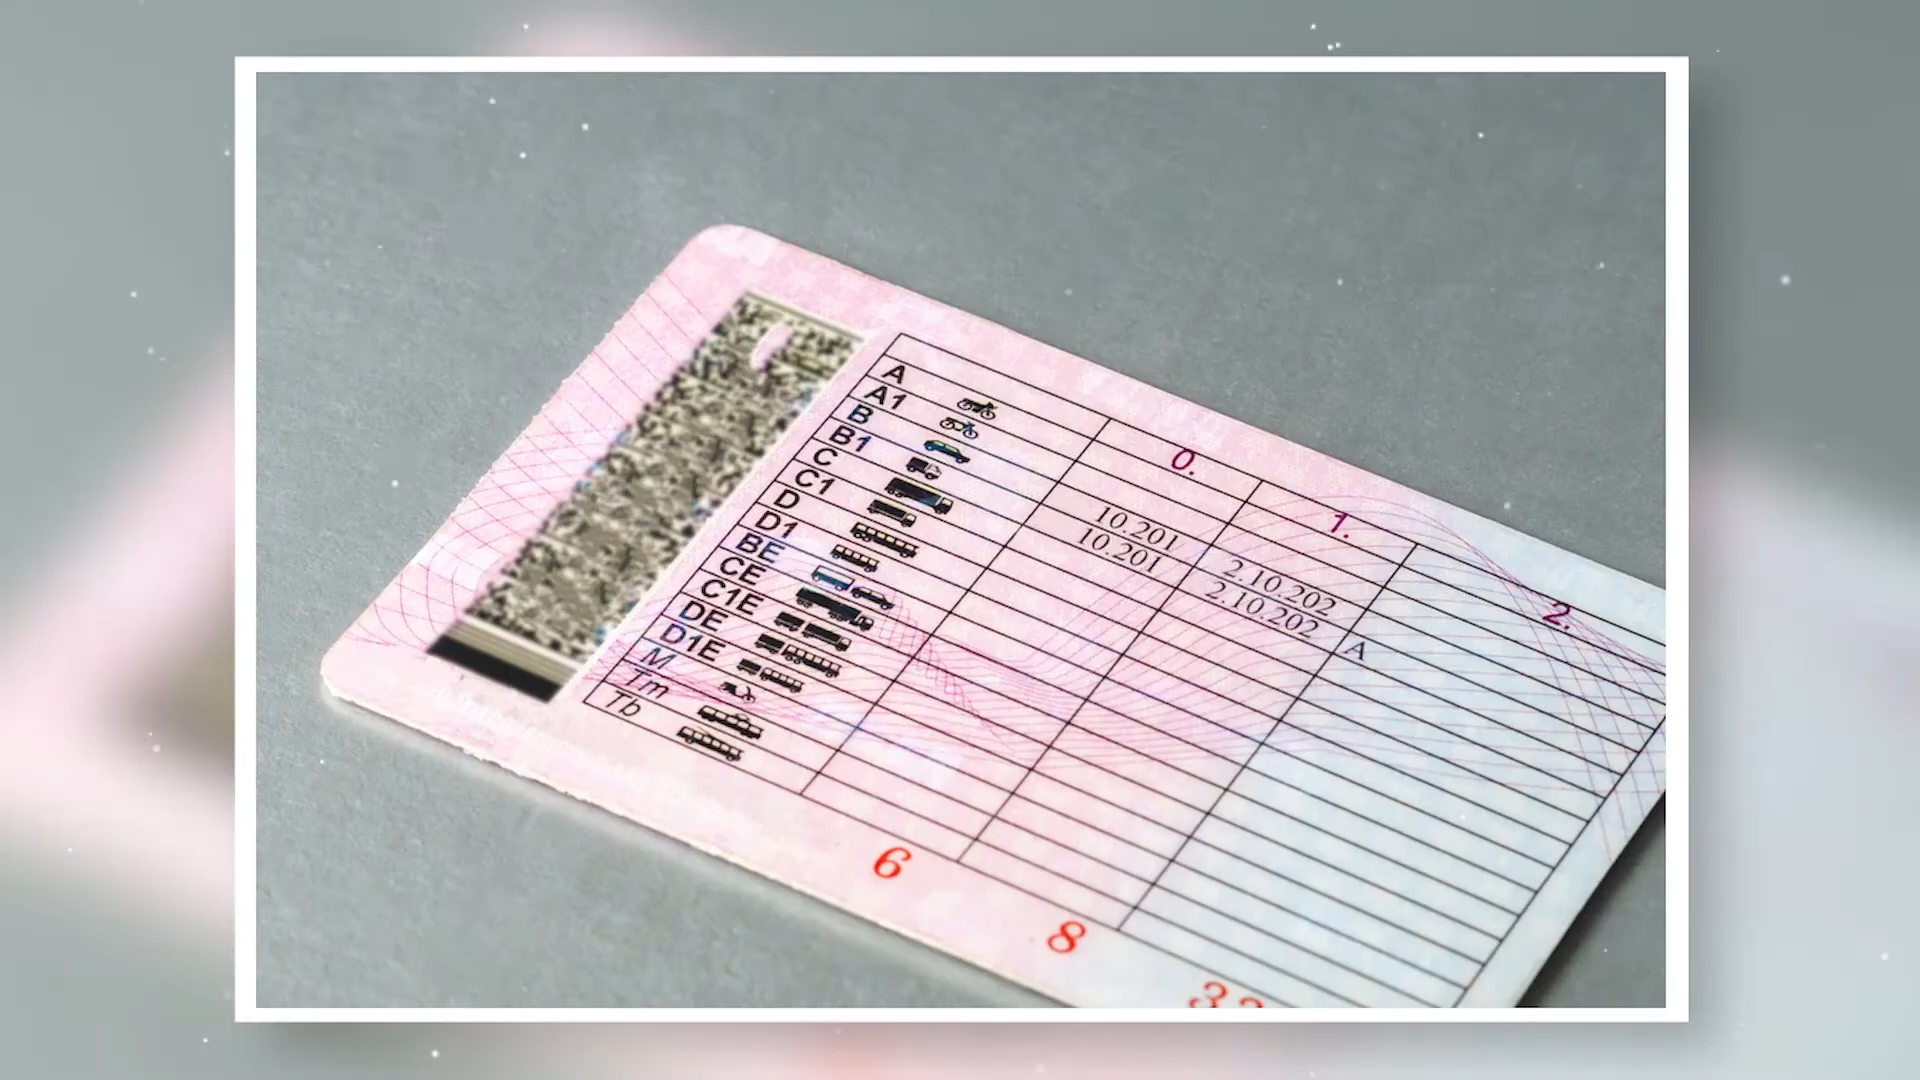 0. 1. 2.
A
A1
B 10.201 2.10.202
B1 10.201 2.10.202 A
C
C1
D
D1
BE
CE
C1E
DE
D1E
M
Tm
Tb
6 8